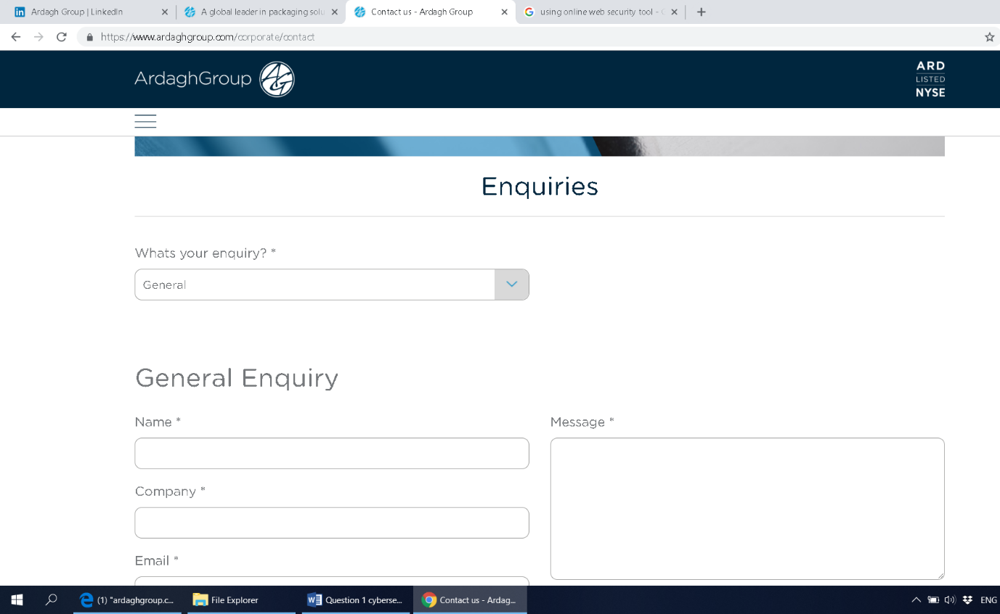 Ardagh Group | LinkedIn
A global leader in packaging solu
Contact us - Ardagh Group
using online web security tool -
https://www.ardaghgroup.com/corporate/contact
ArdaghGroup
ARD
LISTED
NYSE
Enquiries
Whats your enquiry? *
General
General Enquiry
Name *
Message *
Company *
Email *
(1) "ardaghgroup.c...
File Explorer
Question 1 cyberse...
Contact us - Ardag...
ENG